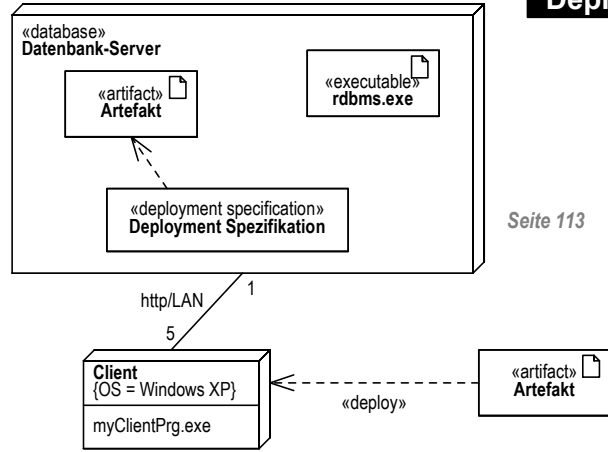 Depl
«database»
Datenbank-Server
«artifact»
Artefakt
«executable»
rdbms.exe
«deployment specification»
Deployment Spezifikation
Seite 113
http/LAN
1
5
Client
{OS = Windows XP}
myClientPrg.exe
«deploy»
«artifact»
Artefakt